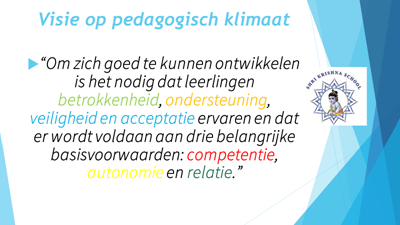 Visie op pedagogisch klimaat
“Om zich goed te kunnen ontwikkelen
is het nodig dat leerlingen
betrokkenheid, ondersteuning,
veiligheid en acceptatie ervaren en dat
er wordt voldaan aan drie belangrijke
basisvoorwaarden: competentie,
autonomie en relatie.”
SHRI KRISHNA SCHOOL